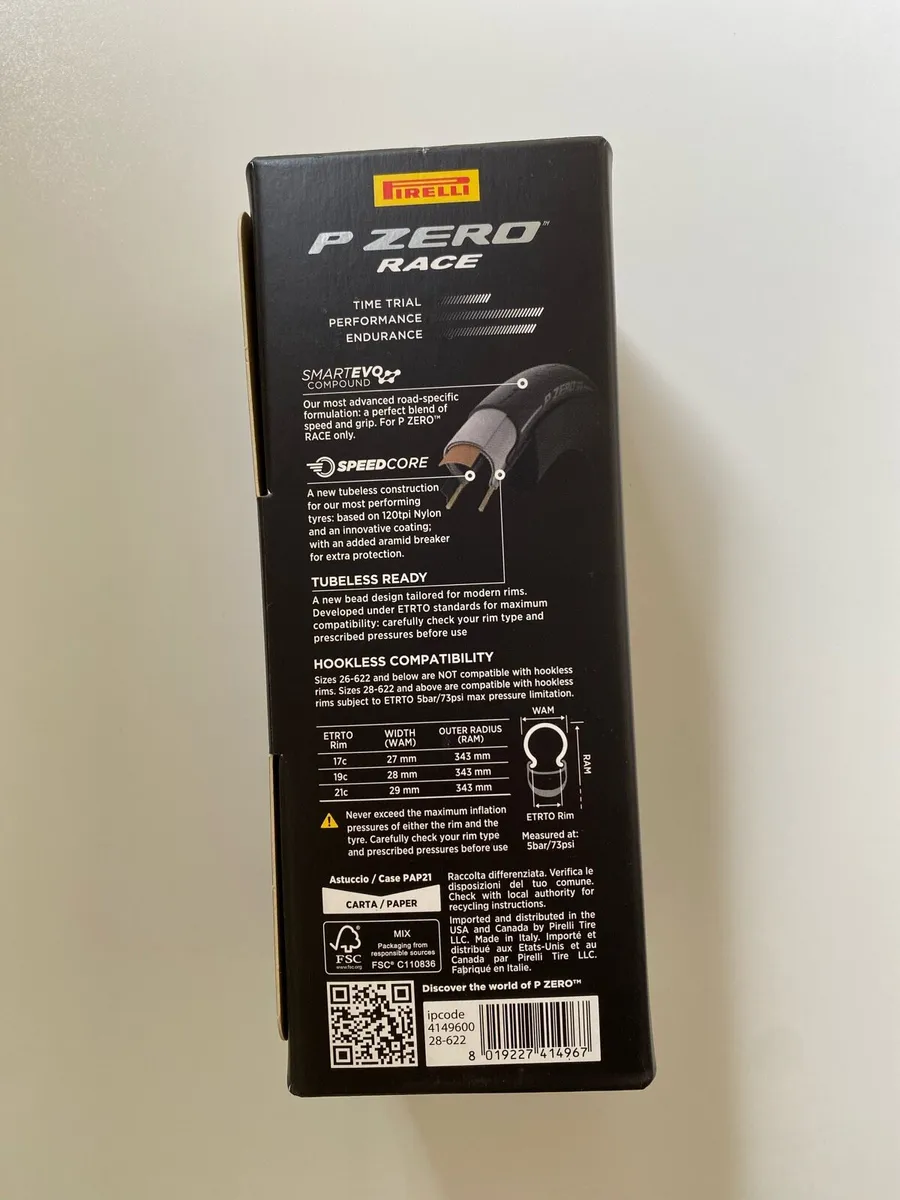 PIRELLI
P ZERO™
RACE
TIME TRIAL
PERFORMANCE
ENDURANCE
SMARTEVO
COMPOUND
Our most advanced road-specific
formulation: a perfect blend of
speed and grip. For P ZERO™
RACE only.
P ZERO
SPEEDCORE
A new tubeless construction
for our most performing
tyres: based on 120tpi Nylon
and an innovative coating;
with an added aramid breaker
for extra protection.
TUBELESS READY
A new bead design tailored for modern rims.
Developed under ETRTO standards for maximum
compatibility: carefully check your rim type and
prescribed pressures before use
HOOKLESS COMPATIBILITY
Sizes 26-622 and below are NOT compatible with hookless
rims. Sizes 28-622 and above are compatible with hookless
rims subject to ETRTO 5bar/73psi max pressure limitation.
ETRTO Rim WIDTH (WAM) OUTER RADIUS (RAM)
17c 27 mm 343 mm
19c 28 mm 343 mm
21c 29 mm 343 mm
WAM
RAM
ETRTO Rim
Measured at:
5bar/73psi
Never exceed the maximum inflation
pressures of either the rim and the
tyre. Carefully check your rim type
and prescribed pressures before use
Astuccio / Case PAP21
CARTA / PAPER
FSC
www.fsc.org
MIX
Packaging from
responsible sources
FSC® C110836
Raccolta differenziata. Verifica le
disposizioni del tuo comune.
Check with local authority for
recycling instructions.
Imported and distributed in the
USA and Canada by Pirelli Tire
LLC. Made in Italy. Importé et
distribué aux Etats-Unis et au
Canada par Pirelli Tire LLC.
Fabriqué en Italie.
Discover the world of P ZERO™
ipcode
4149600
28-622
8 019227 414967